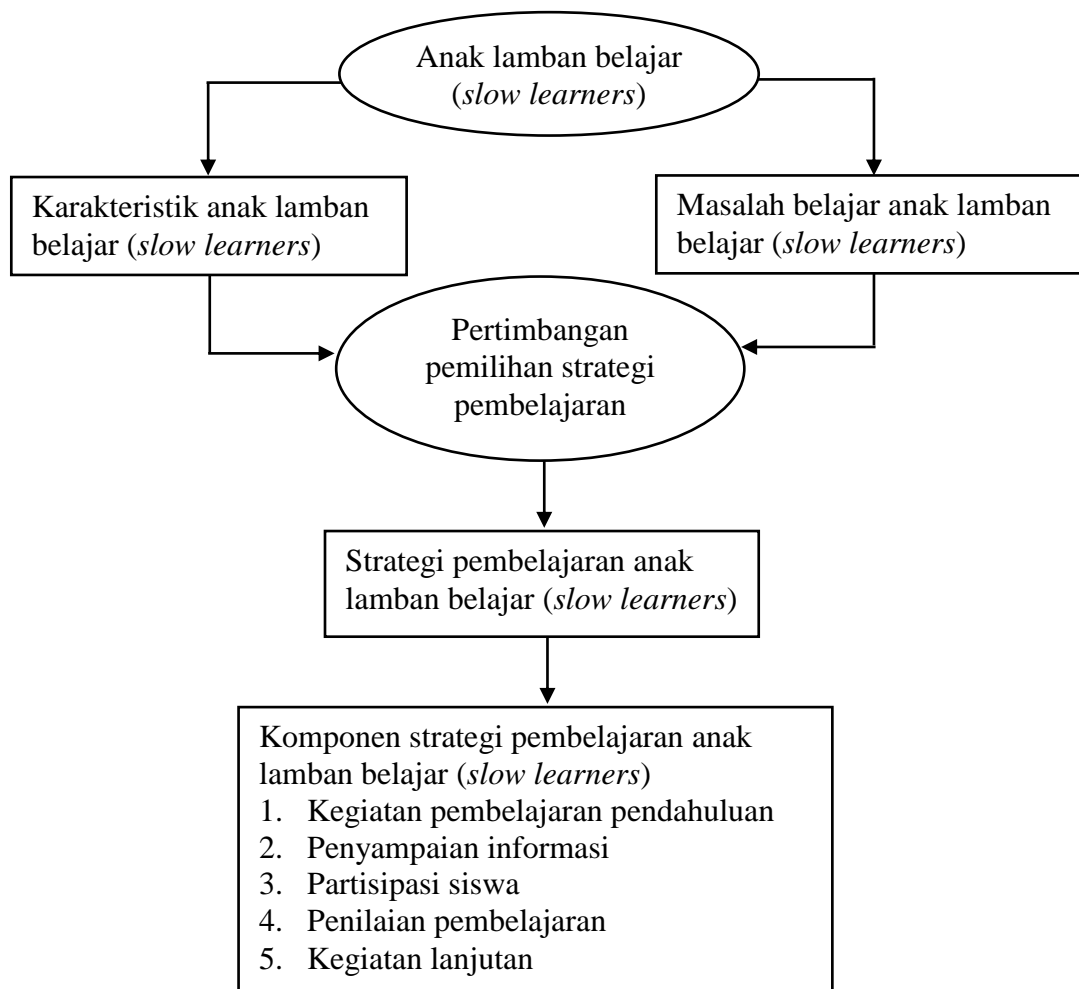 Anak lamban belajar
(slow learners)
Karakteristik anak lamban
belajar (slow learners)
Masalah belajar anak lamban
belajar (slow learners)
Pertimbangan
pemilihan strategi
pembelajaran
Strategi pembelajaran anak
lamban belajar (slow learners)
Komponen strategi pembelajaran anak
lamban belajar (slow learners)
1. Kegiatan pembelajaran pendahuluan
2. Penyampaian informasi
3. Partisipasi siswa
4. Penilaian pembelajaran
5. Kegiatan lanjutan